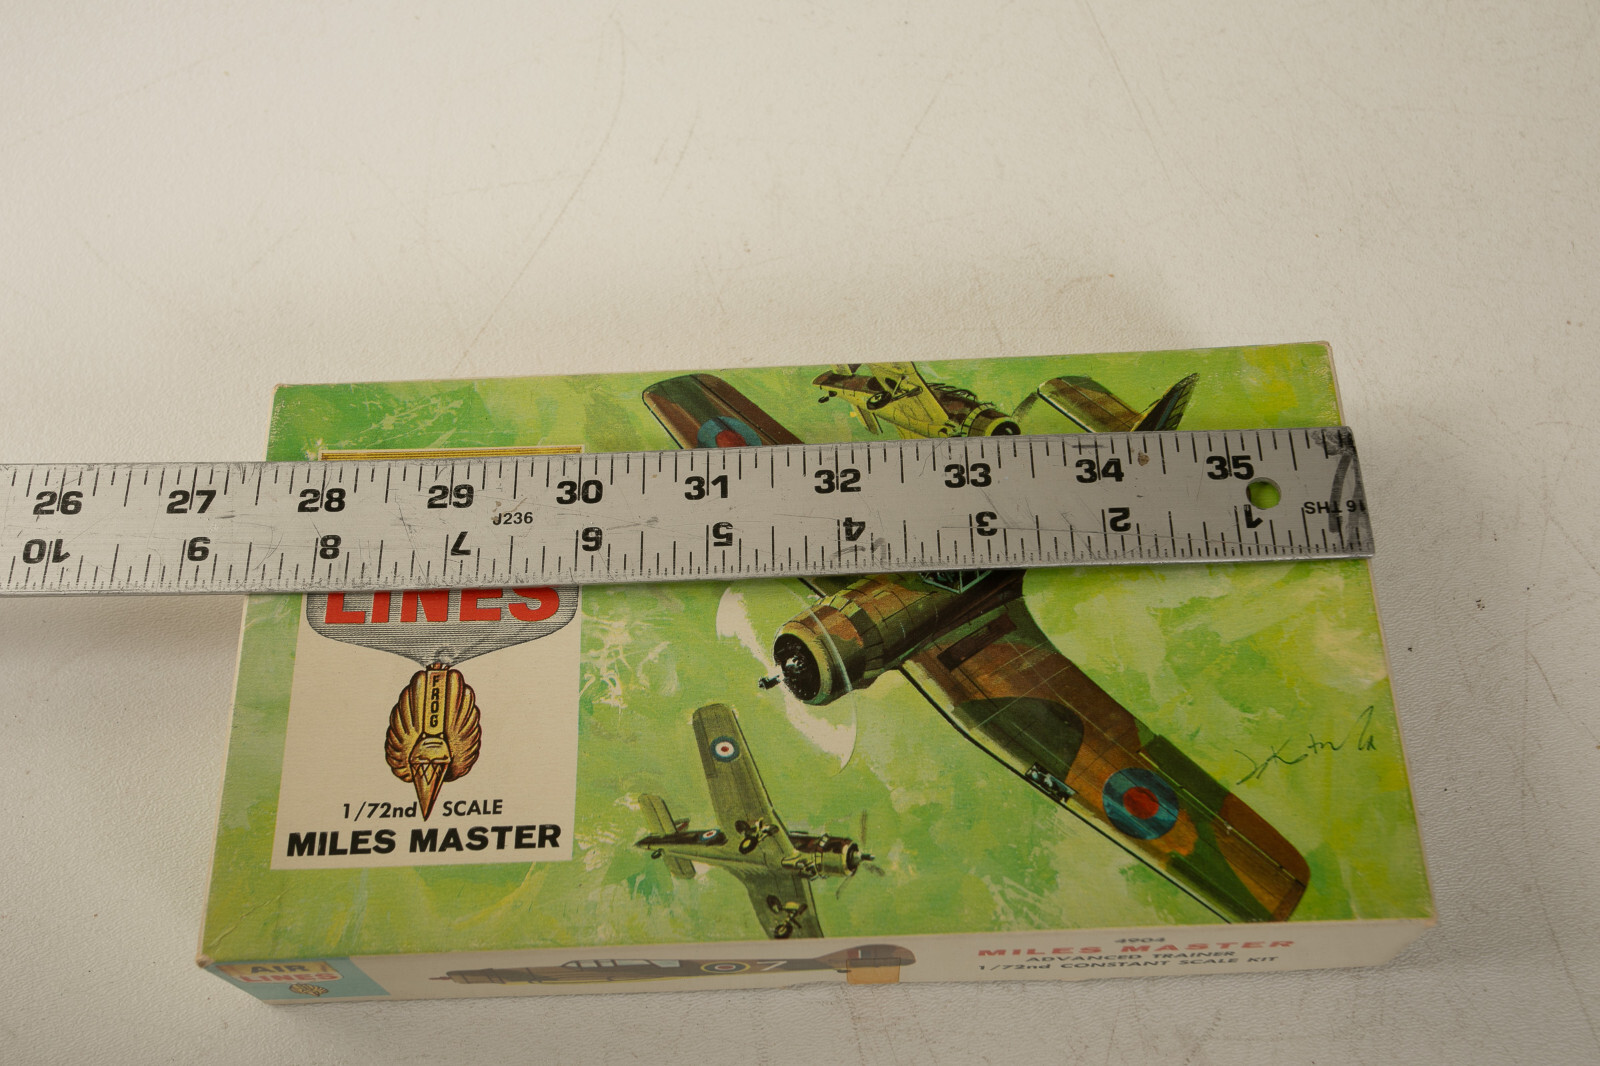 26 27 28 29 30 31 32 33 34 35
J236
10 9 8 7 6 5 4 3 2 1
16 THS
LINES
FROG
1/72nd SCALE
MILES MASTER
AIR
LINES
7
4904
MILES MASTER
ADVANCED TRAINER
1/72nd CONSTANT SCALE KIT